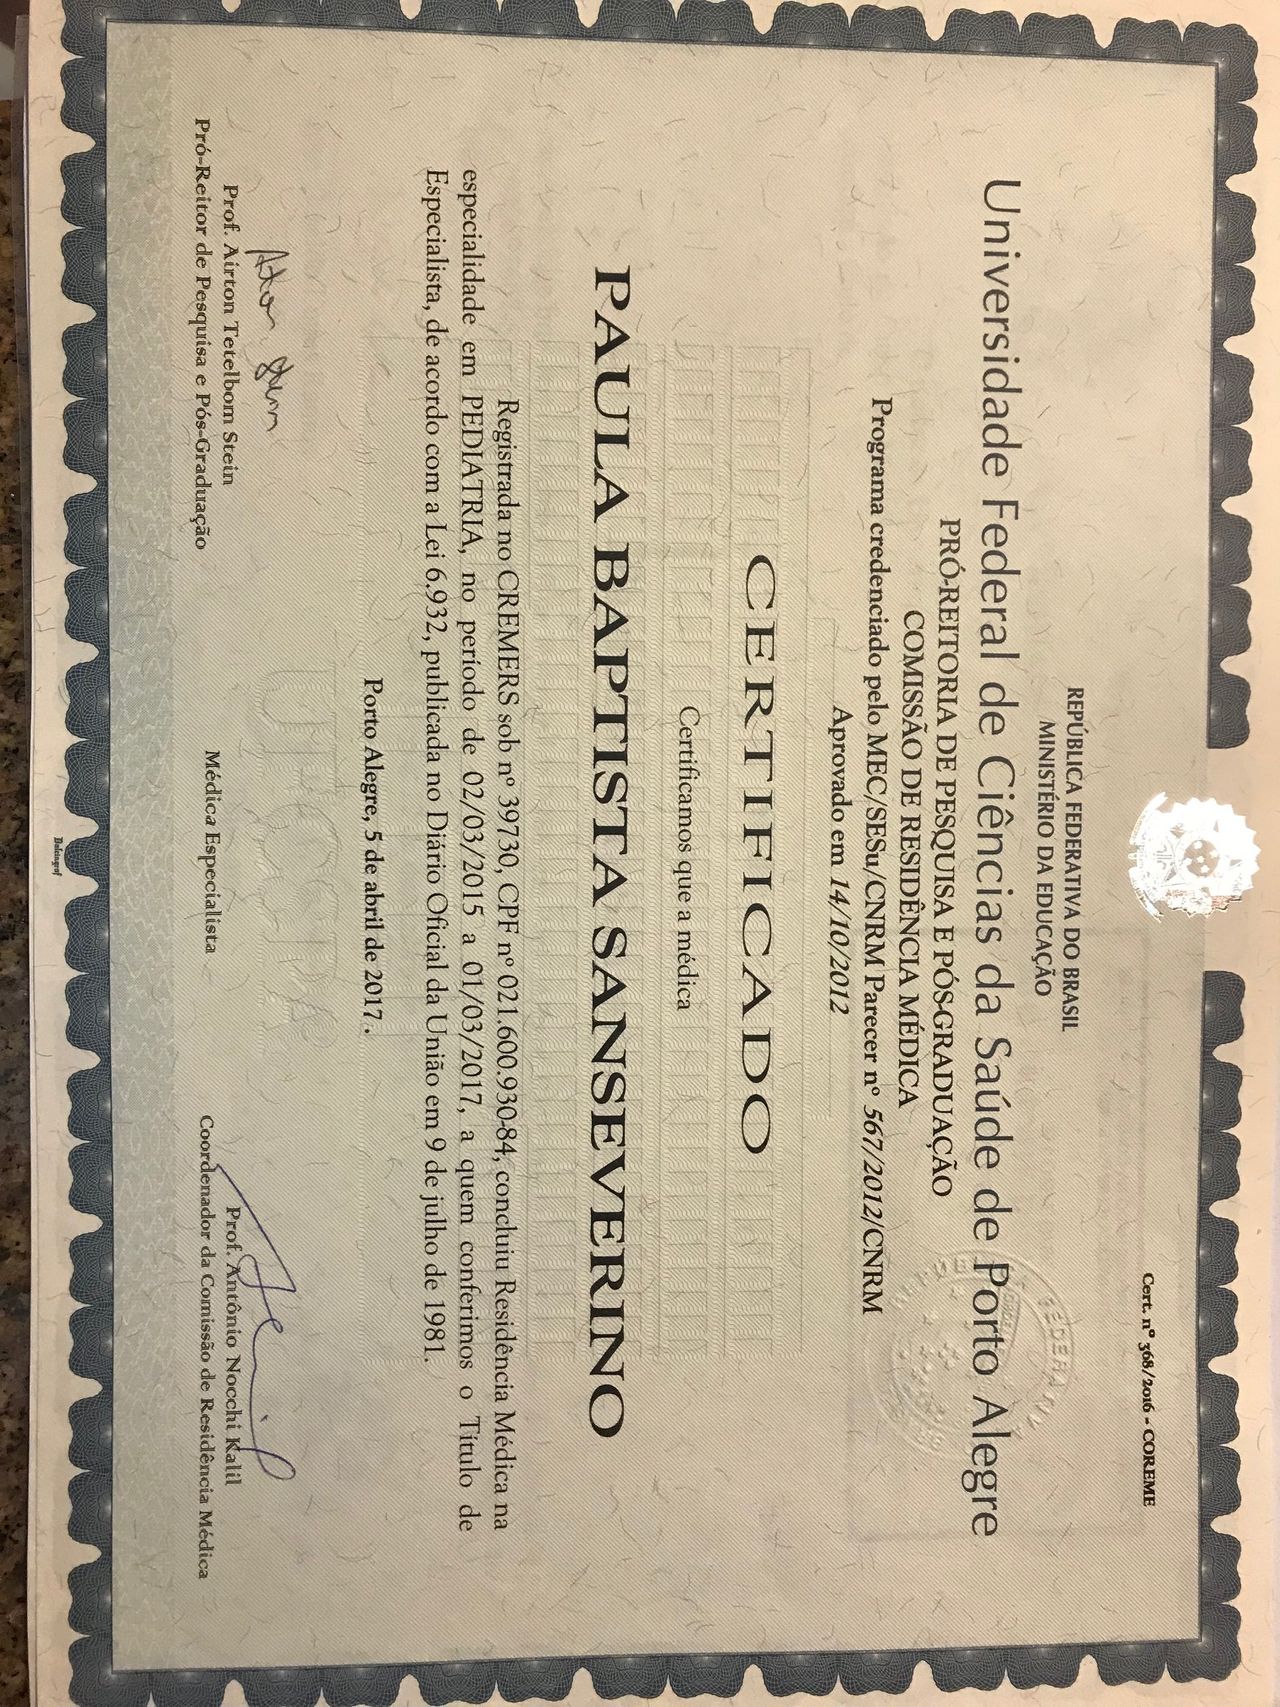 Cert. nº 368/2016 - COREME
REPÚBLICA FEDERATIVA DO BRASIL
MINISTÉRIO DA EDUCAÇÃO
Universidade Federal de Ciências da Saúde de Porto Alegre
PRÓ-REITORIA DE PESQUISA E PÓS-GRADUAÇÃO
COMISSÃO DE RESIDÊNCIA MÉDICA
Programa credenciado pelo MEC/SESu/CNRM Parecer nº 567/2012/CNRM
Aprovado em 14/10/2012
CERTIFICADO
Certificamos que a médica
PAULA BAPTISTA SANSEVERINO
Registrada no CREMERS sob nº 39730, CPF nº 021.600.930-84, concluiu Residência Médica na
especialidade em PEDIATRIA, no período de 02/03/2015 a 01/03/2017, a quem conferimos o Título de
Especialista, de acordo com a Lei 6.932, publicada no Diário Oficial da União em 9 de julho de 1981.
Porto Alegre, 5 de abril de 2017.
Prof. Airton Tetelbom Stein
Pró-Reitor de Pesquisa e Pós-Graduação
Médica Especialista
Prof. Antônio Nocchi Kalil
Coordenador da Comissão de Residência Médica